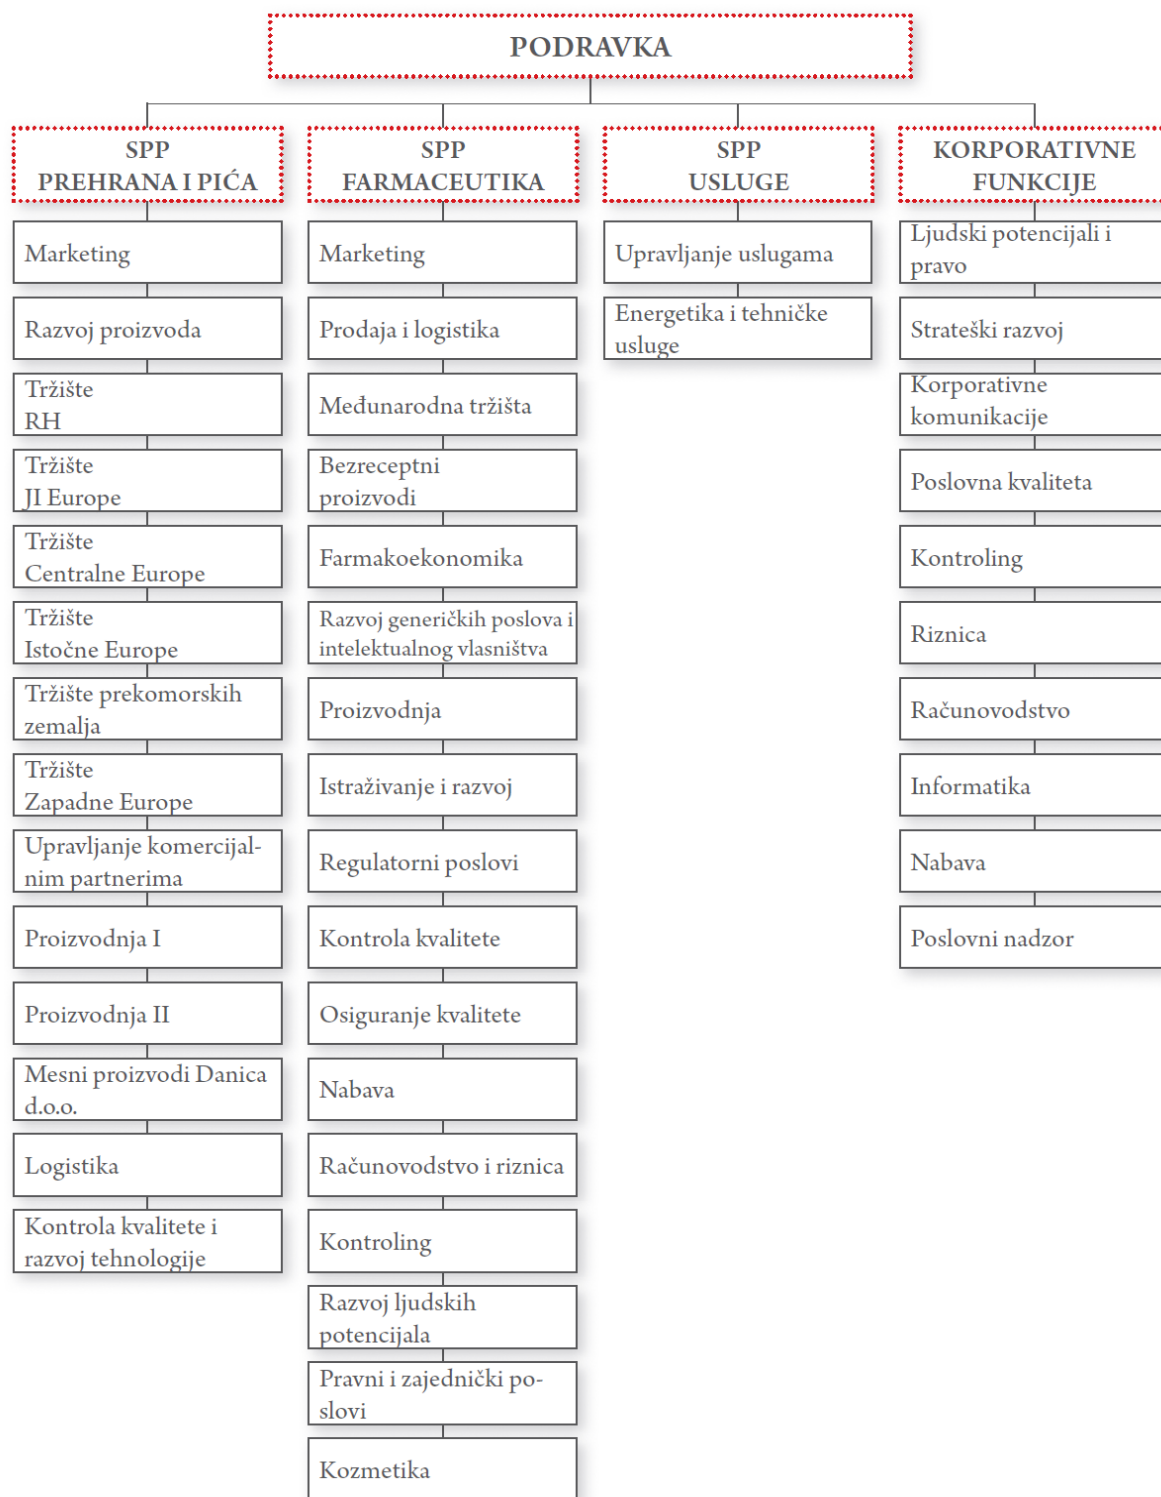 PODRAVKA
SPP
PREHRANA I PIĆA
Marketing
Razvoj proizvoda
Tržište
RH
Tržište
JI Europe
Tržište
Centralne Europe
Tržište
Istočne Europe
Tržište prekomorskih
zemalja
Tržište
Zapadne Europe
Upravljanje komercijal-
nim partnerima
Proizvodnja I
Proizvodnja II
Mesni proizvodi Danica
d.o.o.
Logistika
Kontrola kvalitete i
razvoj tehnologije
SPP
FARMACEUTIKA
Marketing
Prodaja i logistika
Međunarodna tržišta
Bezreceptni
proizvodi
Farmakoekonomika
Razvoj generičkih poslova i
intelektualnog vlasništva
Proizvodnja
Istraživanje i razvoj
Regulatorni poslovi
Kontrola kvalitete
Osiguranje kvalitete
Nabava
Računovodstvo i riznica
Kontroling
Razvoj ljudskih
potencijala
Pravni i zajednički po-
slovi
Kozmetika
SPP
USLUGE
Upravljanje uslugama
Energetika i tehničke
usluge
KORPORATIVNE
FUNKCIJE
Ljudski potencijali i
pravo
Strateški razvoj
Korporativne
komunikacije
Poslovna kvaliteta
Kontroling
Riznica
Računovodstvo
Informatika
Nabava
Poslovni nadzor